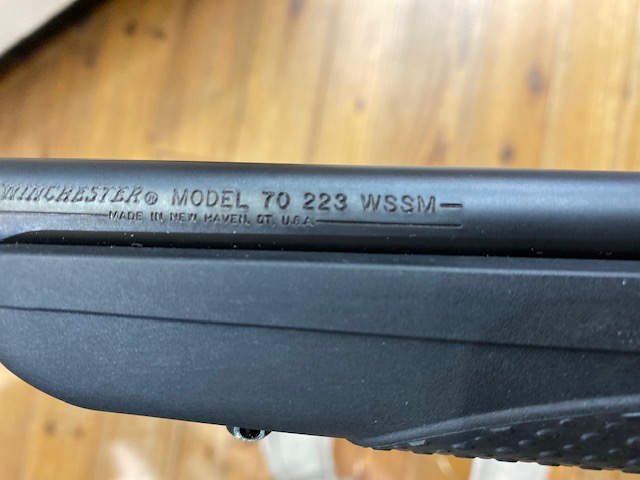 WINCHESTER® MODEL 70 223 WSSM—
MADE IN NEW HAVEN, CT. U.S.A.